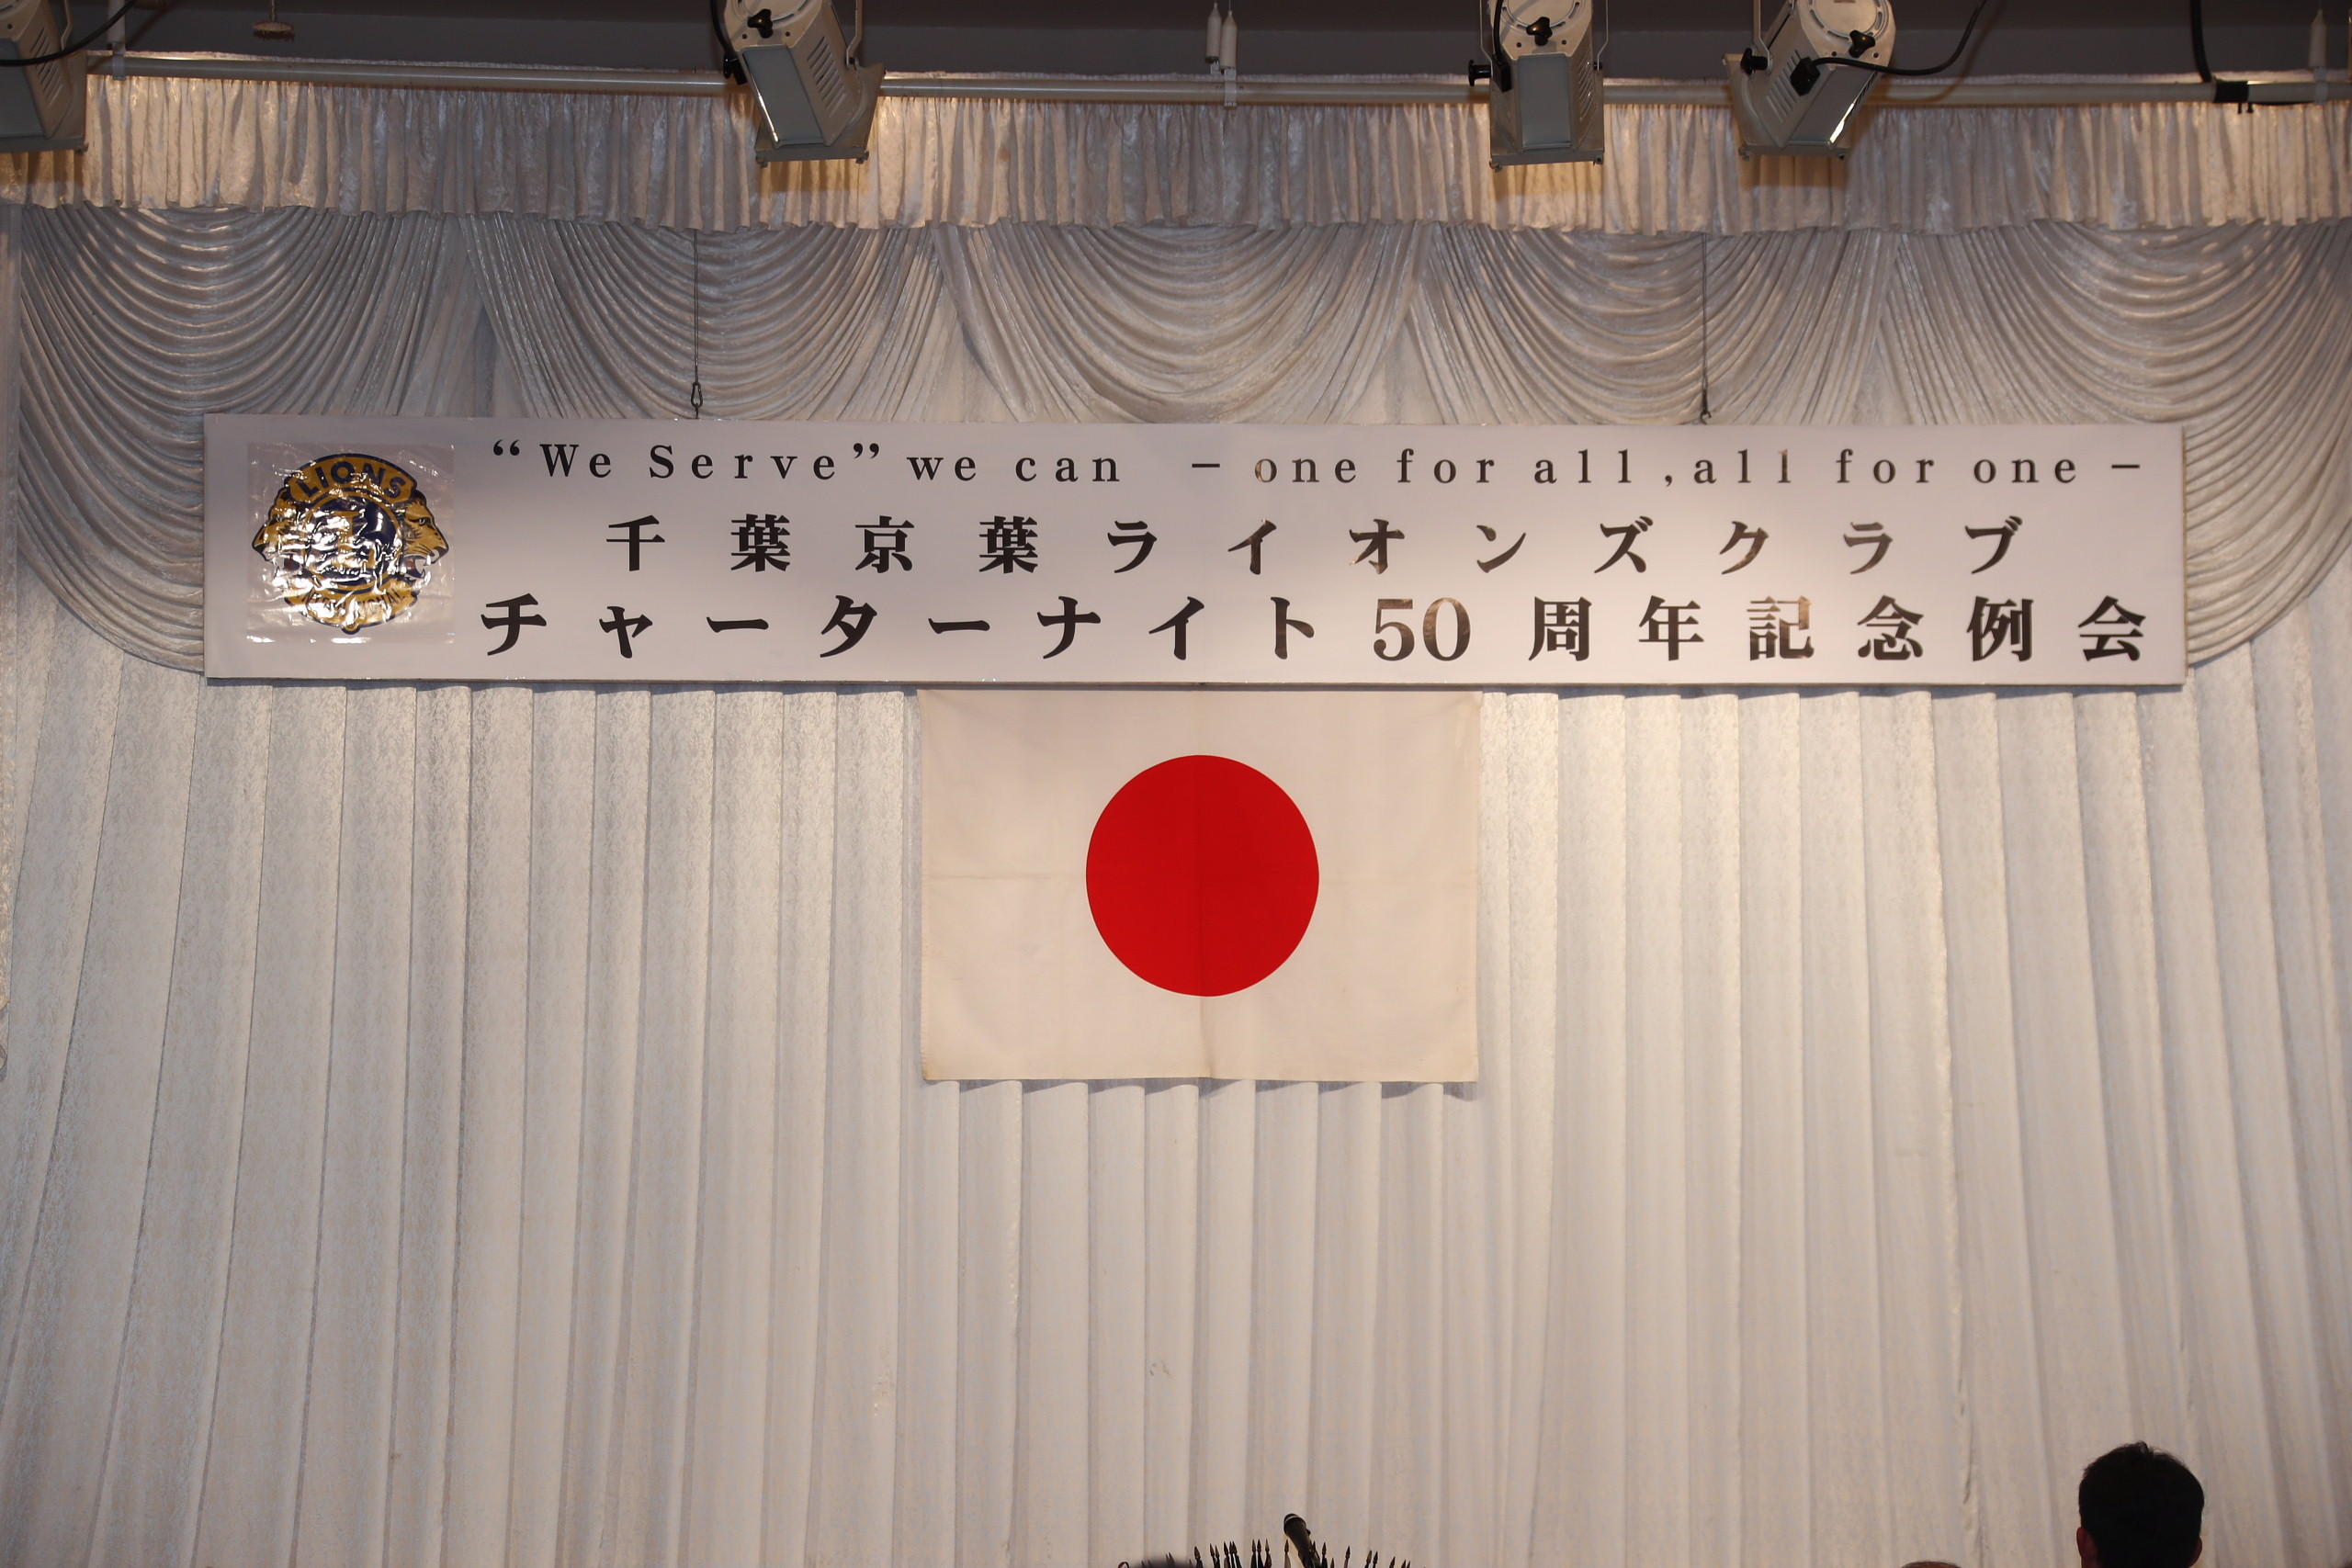 LIONS
“We Serve” we can －one for all,all for one－
千葉京葉ライオンズクラブ
チャーターナイト50周年記念例会